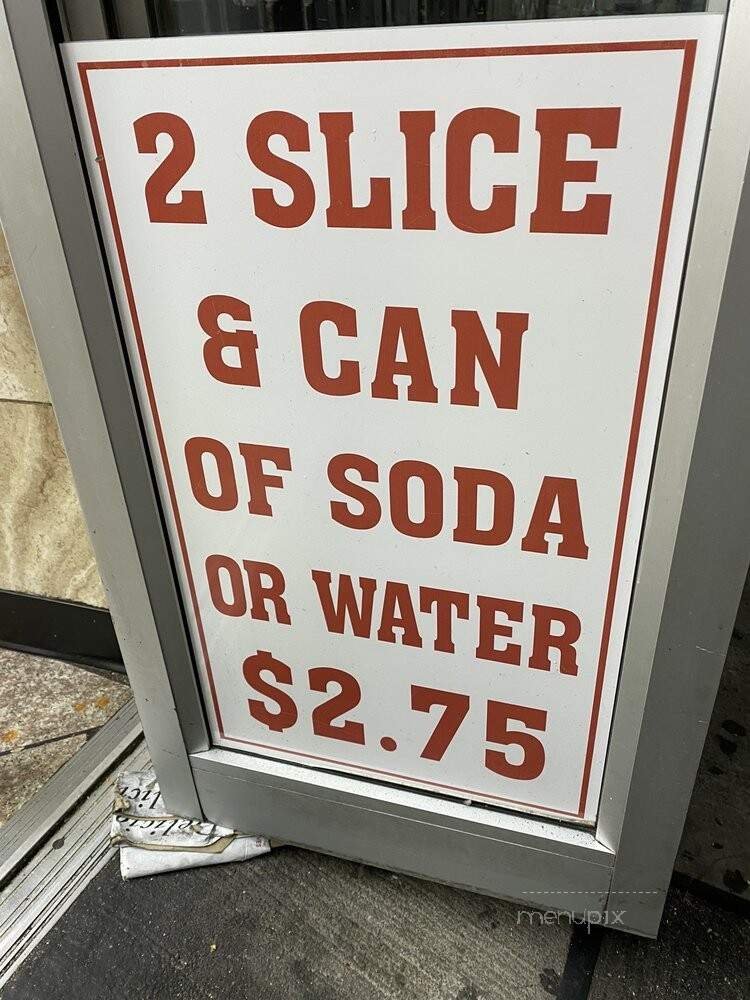 2 SLICE
& CAN
OF SODA
OR WATER
$2.75
menupix